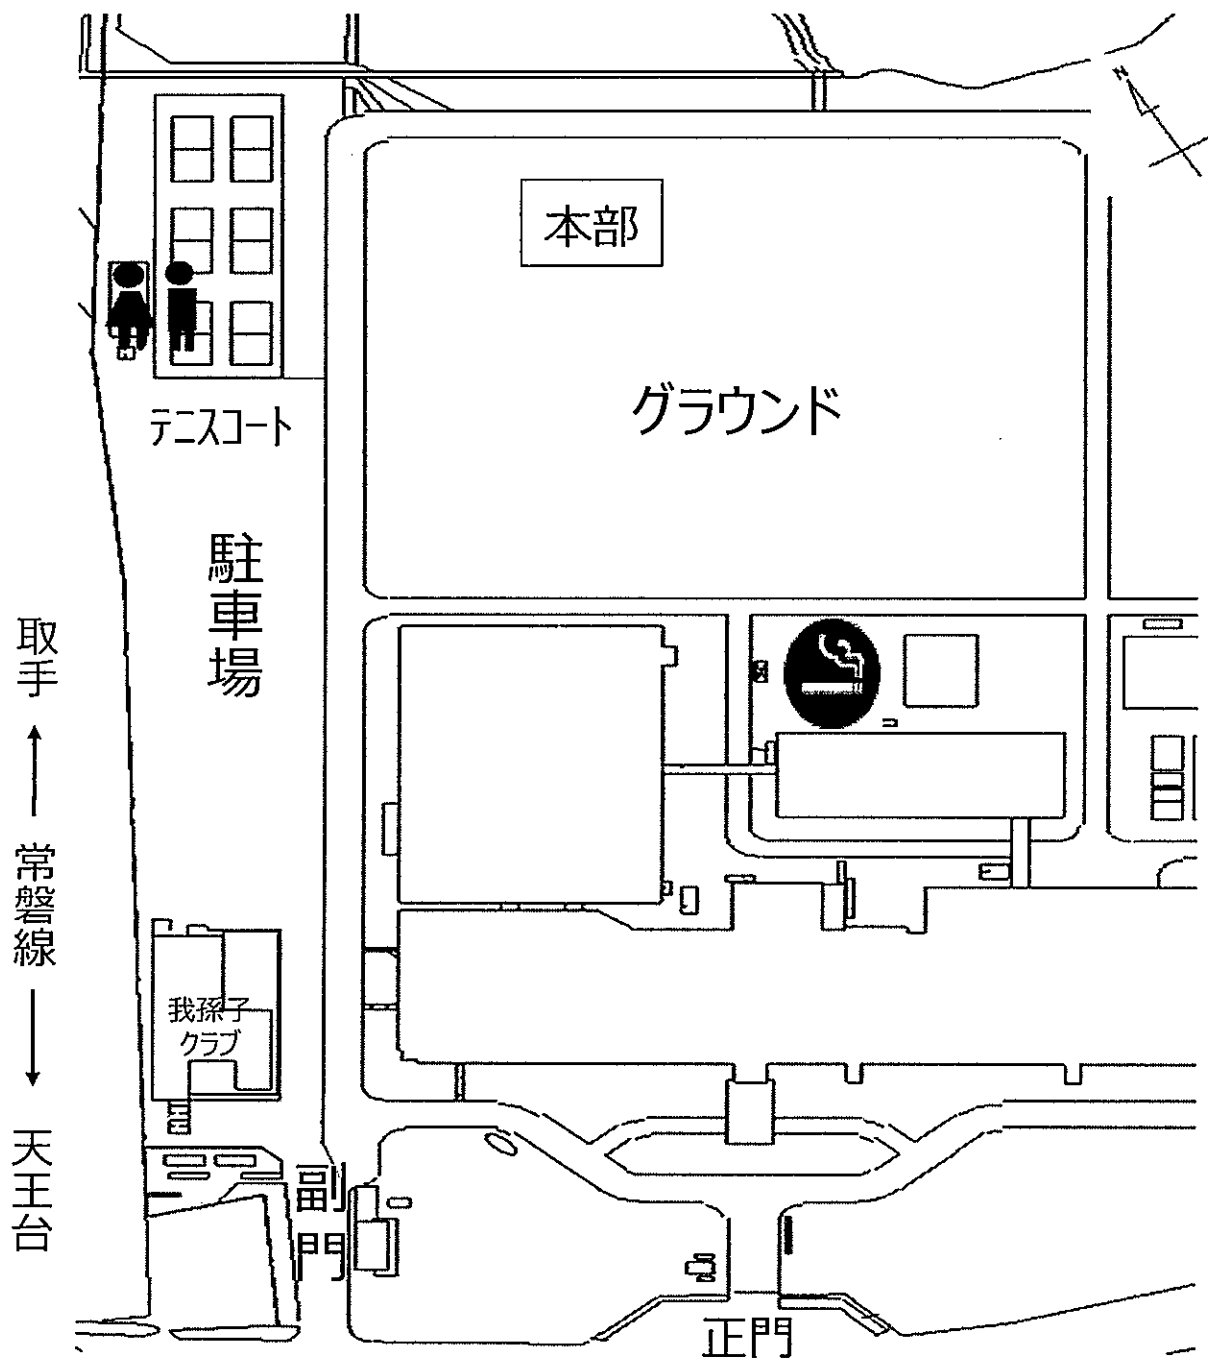 N
本部
グラウンド
テニスコート
駐車場
取手
常磐線
天王台
我孫子
クラブ
副門
正門